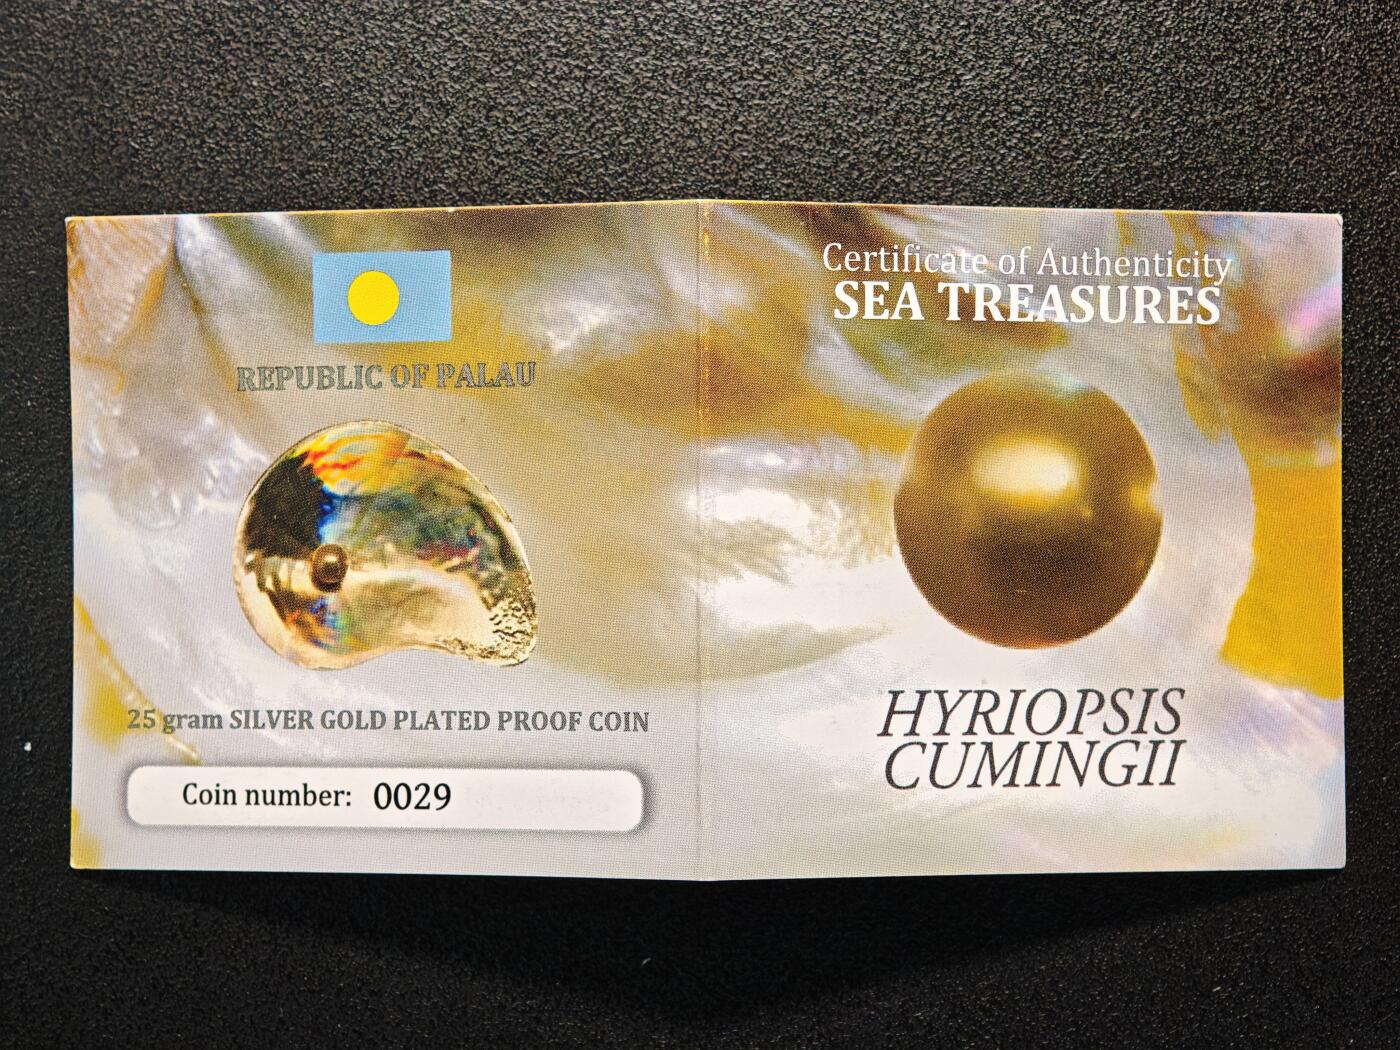 REPUBLIC OF PALAU
25 gram SILVER GOLD PLATED PROOF COIN
Coin number: 0029
Certificate of Authenticity
SEA TREASURES
HYRIOPSIS
CUMINGII